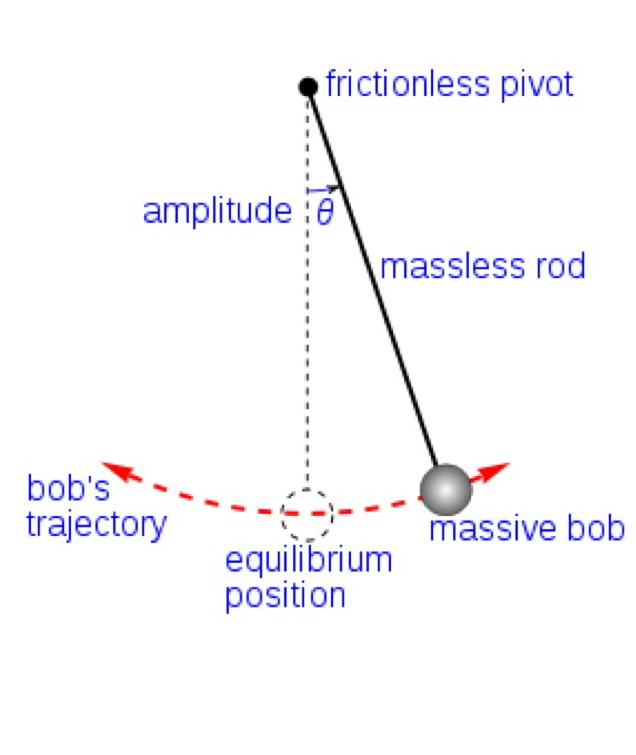 frictionless pivot
amplitude
θ
massless rod
bob's
trajectory
massive bob
equilibrium
position